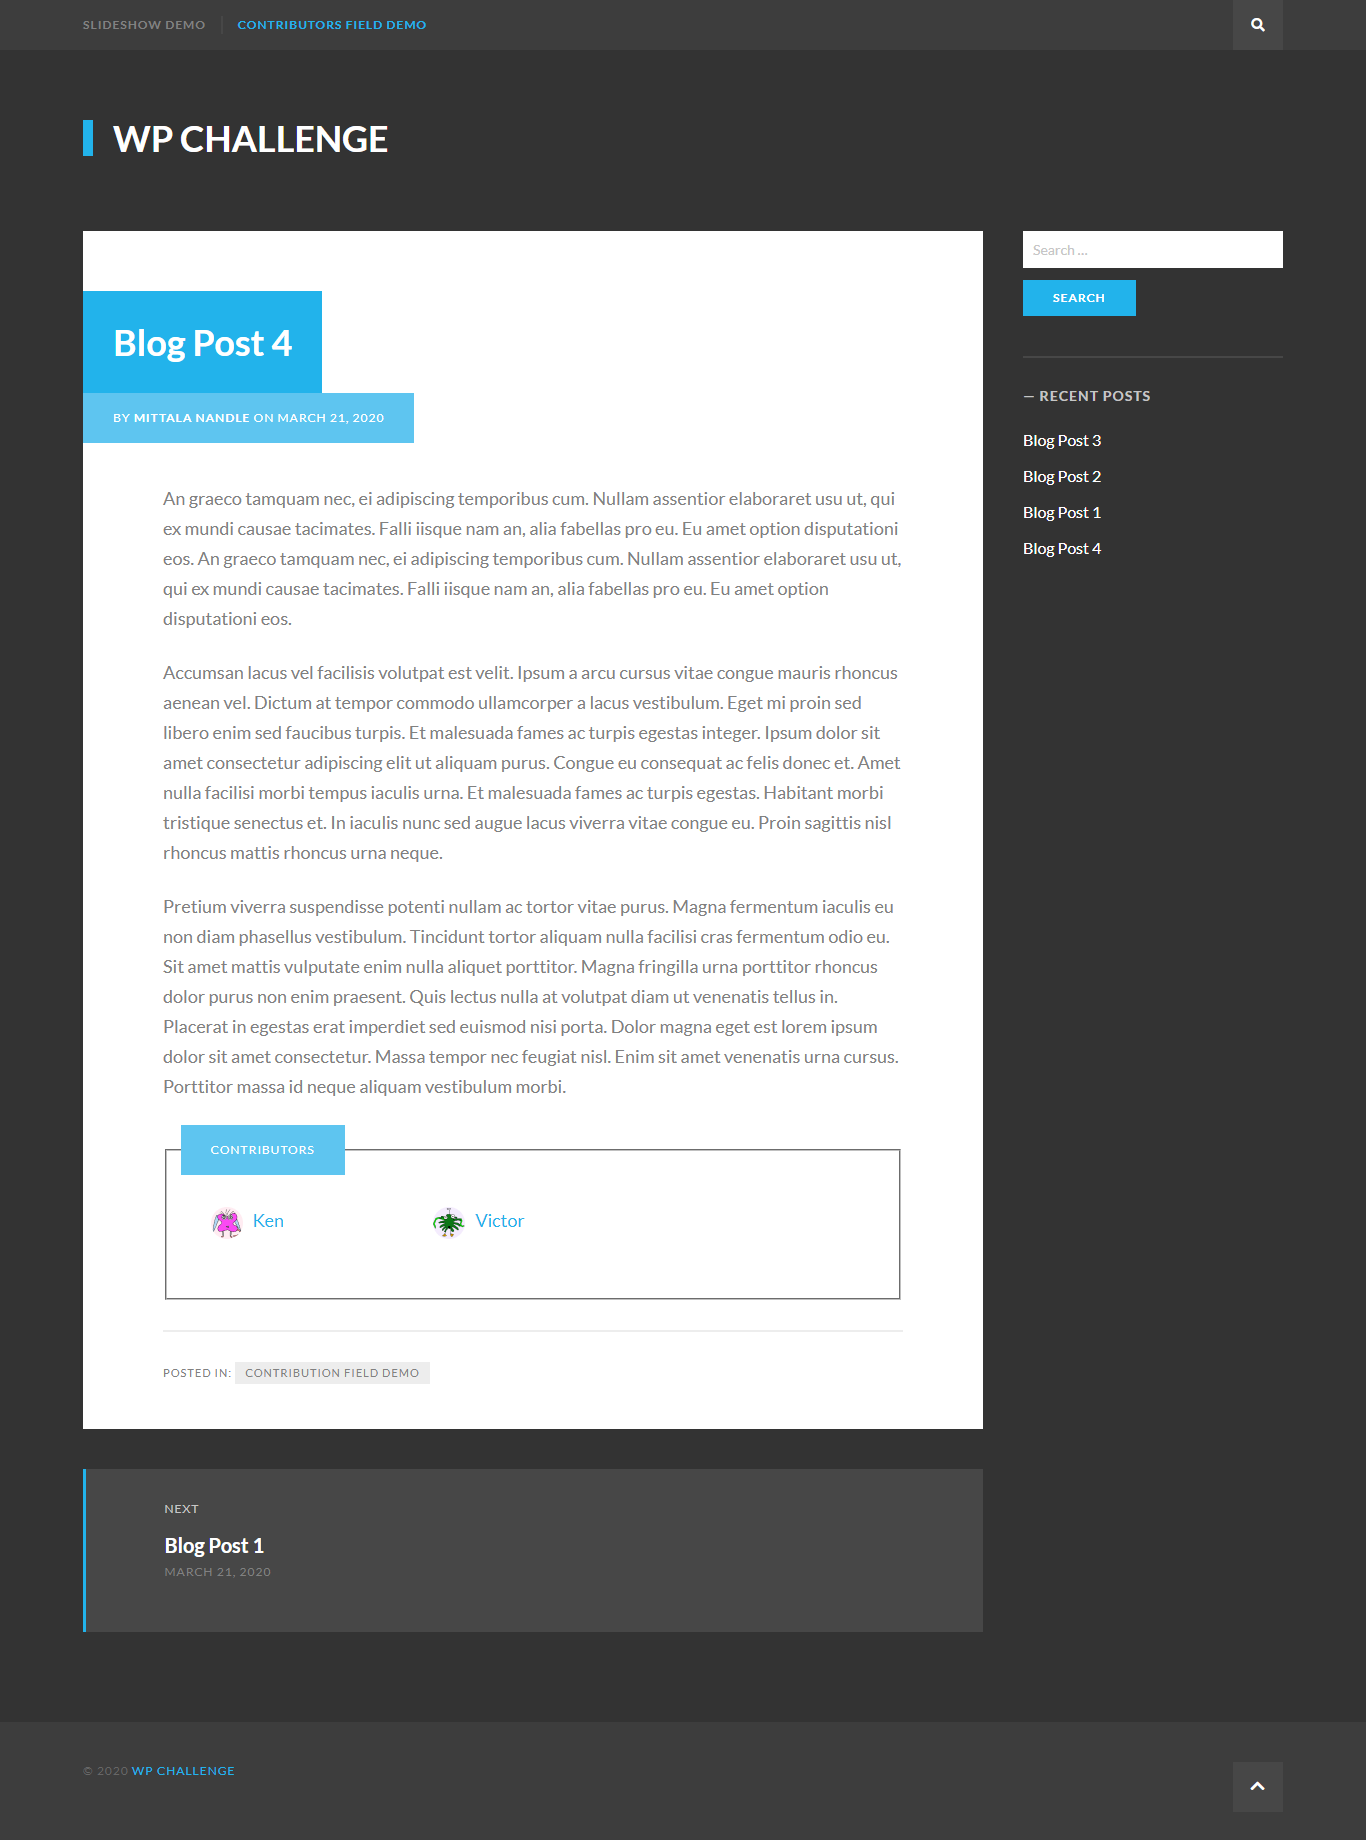 SLIDESHOW DEMO
CONTRIBUTORS FIELD DEMO
WP CHALLENGE
Blog Post 4
BY MITTALA NANDLE ON MARCH 21, 2020
An graeco tamquam nec, ei adipiscing temporibus cum. Nullam assentior elaboraret usu ut, qui
ex mundi causae tacimates. Falli iisque nam an, alia fabellas pro eu. Eu amet option disputationi
eos. An graeco tamquam nec, ei adipiscing temporibus cum. Nullam assentior elaboraret usu ut,
qui ex mundi causae tacimates. Falli iisque nam an, alia fabellas pro eu. Eu amet option
disputationi eos.
Accumsan lacus vel facilisis volutpat est velit. Ipsum a arcu cursus vitae congue mauris rhoncus
aenean vel. Dictum at tempor commodo ullamcorper a lacus vestibulum. Eget mi proin sed
libero enim sed faucibus turpis. Et malesuada fames ac turpis egestas integer. Ipsum dolor sit
amet consectetur adipiscing elit ut aliquam purus. Congue eu consequat ac felis donec et. Amet
nulla facilisi morbi tempus iaculis urna. Et malesuada fames ac turpis egestas. Habitant morbi
tristique senectus et. In iaculis nunc sed augue lacus viverra vitae congue eu. Proin sagittis nisl
rhoncus mattis rhoncus urna neque.
Pretium viverra suspendisse potenti nullam ac tortor vitae purus. Magna fermentum iaculis eu
non diam phasellus vestibulum. Tincidunt tortor aliquam nulla facilisi cras fermentum odio eu.
Sit amet mattis vulputate enim nulla aliquet porttitor. Magna fringilla urna porttitor rhoncus
dolor purus non enim praesent. Quis lectus nulla at volutpat diam ut venenatis tellus in.
Placerat in egestas erat imperdiet sed euismod nisi porta. Dolor magna eget est lorem ipsum
dolor sit amet consectetur. Massa tempor nec feugiat nisl. Enim sit amet venenatis urna cursus.
Porttitor massa id neque aliquam vestibulum morbi.
CONTRIBUTORS
Ken
Victor
POSTED IN: CONTRIBUTION FIELD DEMO
NEXT
Blog Post 1
MARCH 21, 2020
Search ...
SEARCH
— RECENT POSTS
Blog Post 3
Blog Post 2
Blog Post 1
Blog Post 4
© 2020 WP CHALLENGE